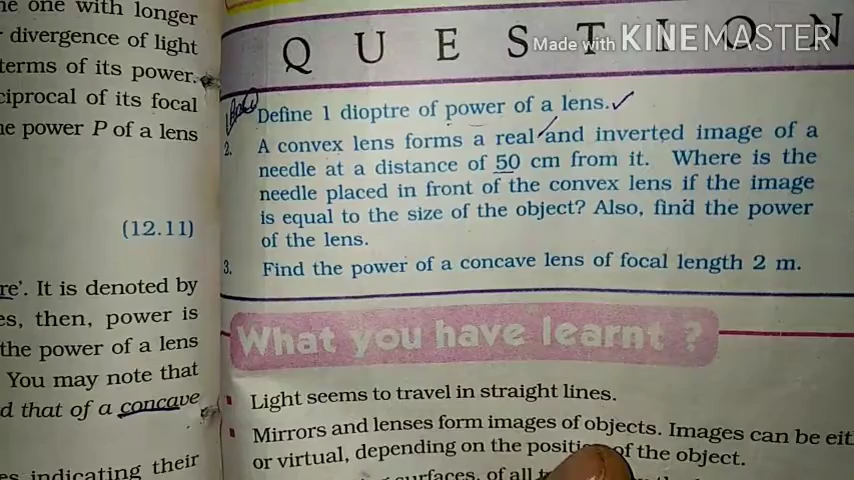 ne one with longer
divergence of light
terms of its power.
ciprocal of its focal
ne power P of a lens
(12.11)
re'. It is denoted by
es, then, power is
the power of a lens
You may note that
d that of a concave
es indicating their
Made with KINEMASTER
Q U E S T I O N
Define 1 dioptre of power of a lens.
2. A convex lens forms a real and inverted image of a
needle at a distance of 50 cm from it. Where is the
needle placed in front of the convex lens if the image
is equal to the size of the object? Also, find the power
of the lens.
3. Find the power of a concave lens of focal length 2 m.
What you have learnt ?
Light seems to travel in straight lines.
Mirrors and lenses form images of objects. Images can be eit
or virtual, depending on the position of the object.
surfaces, of all